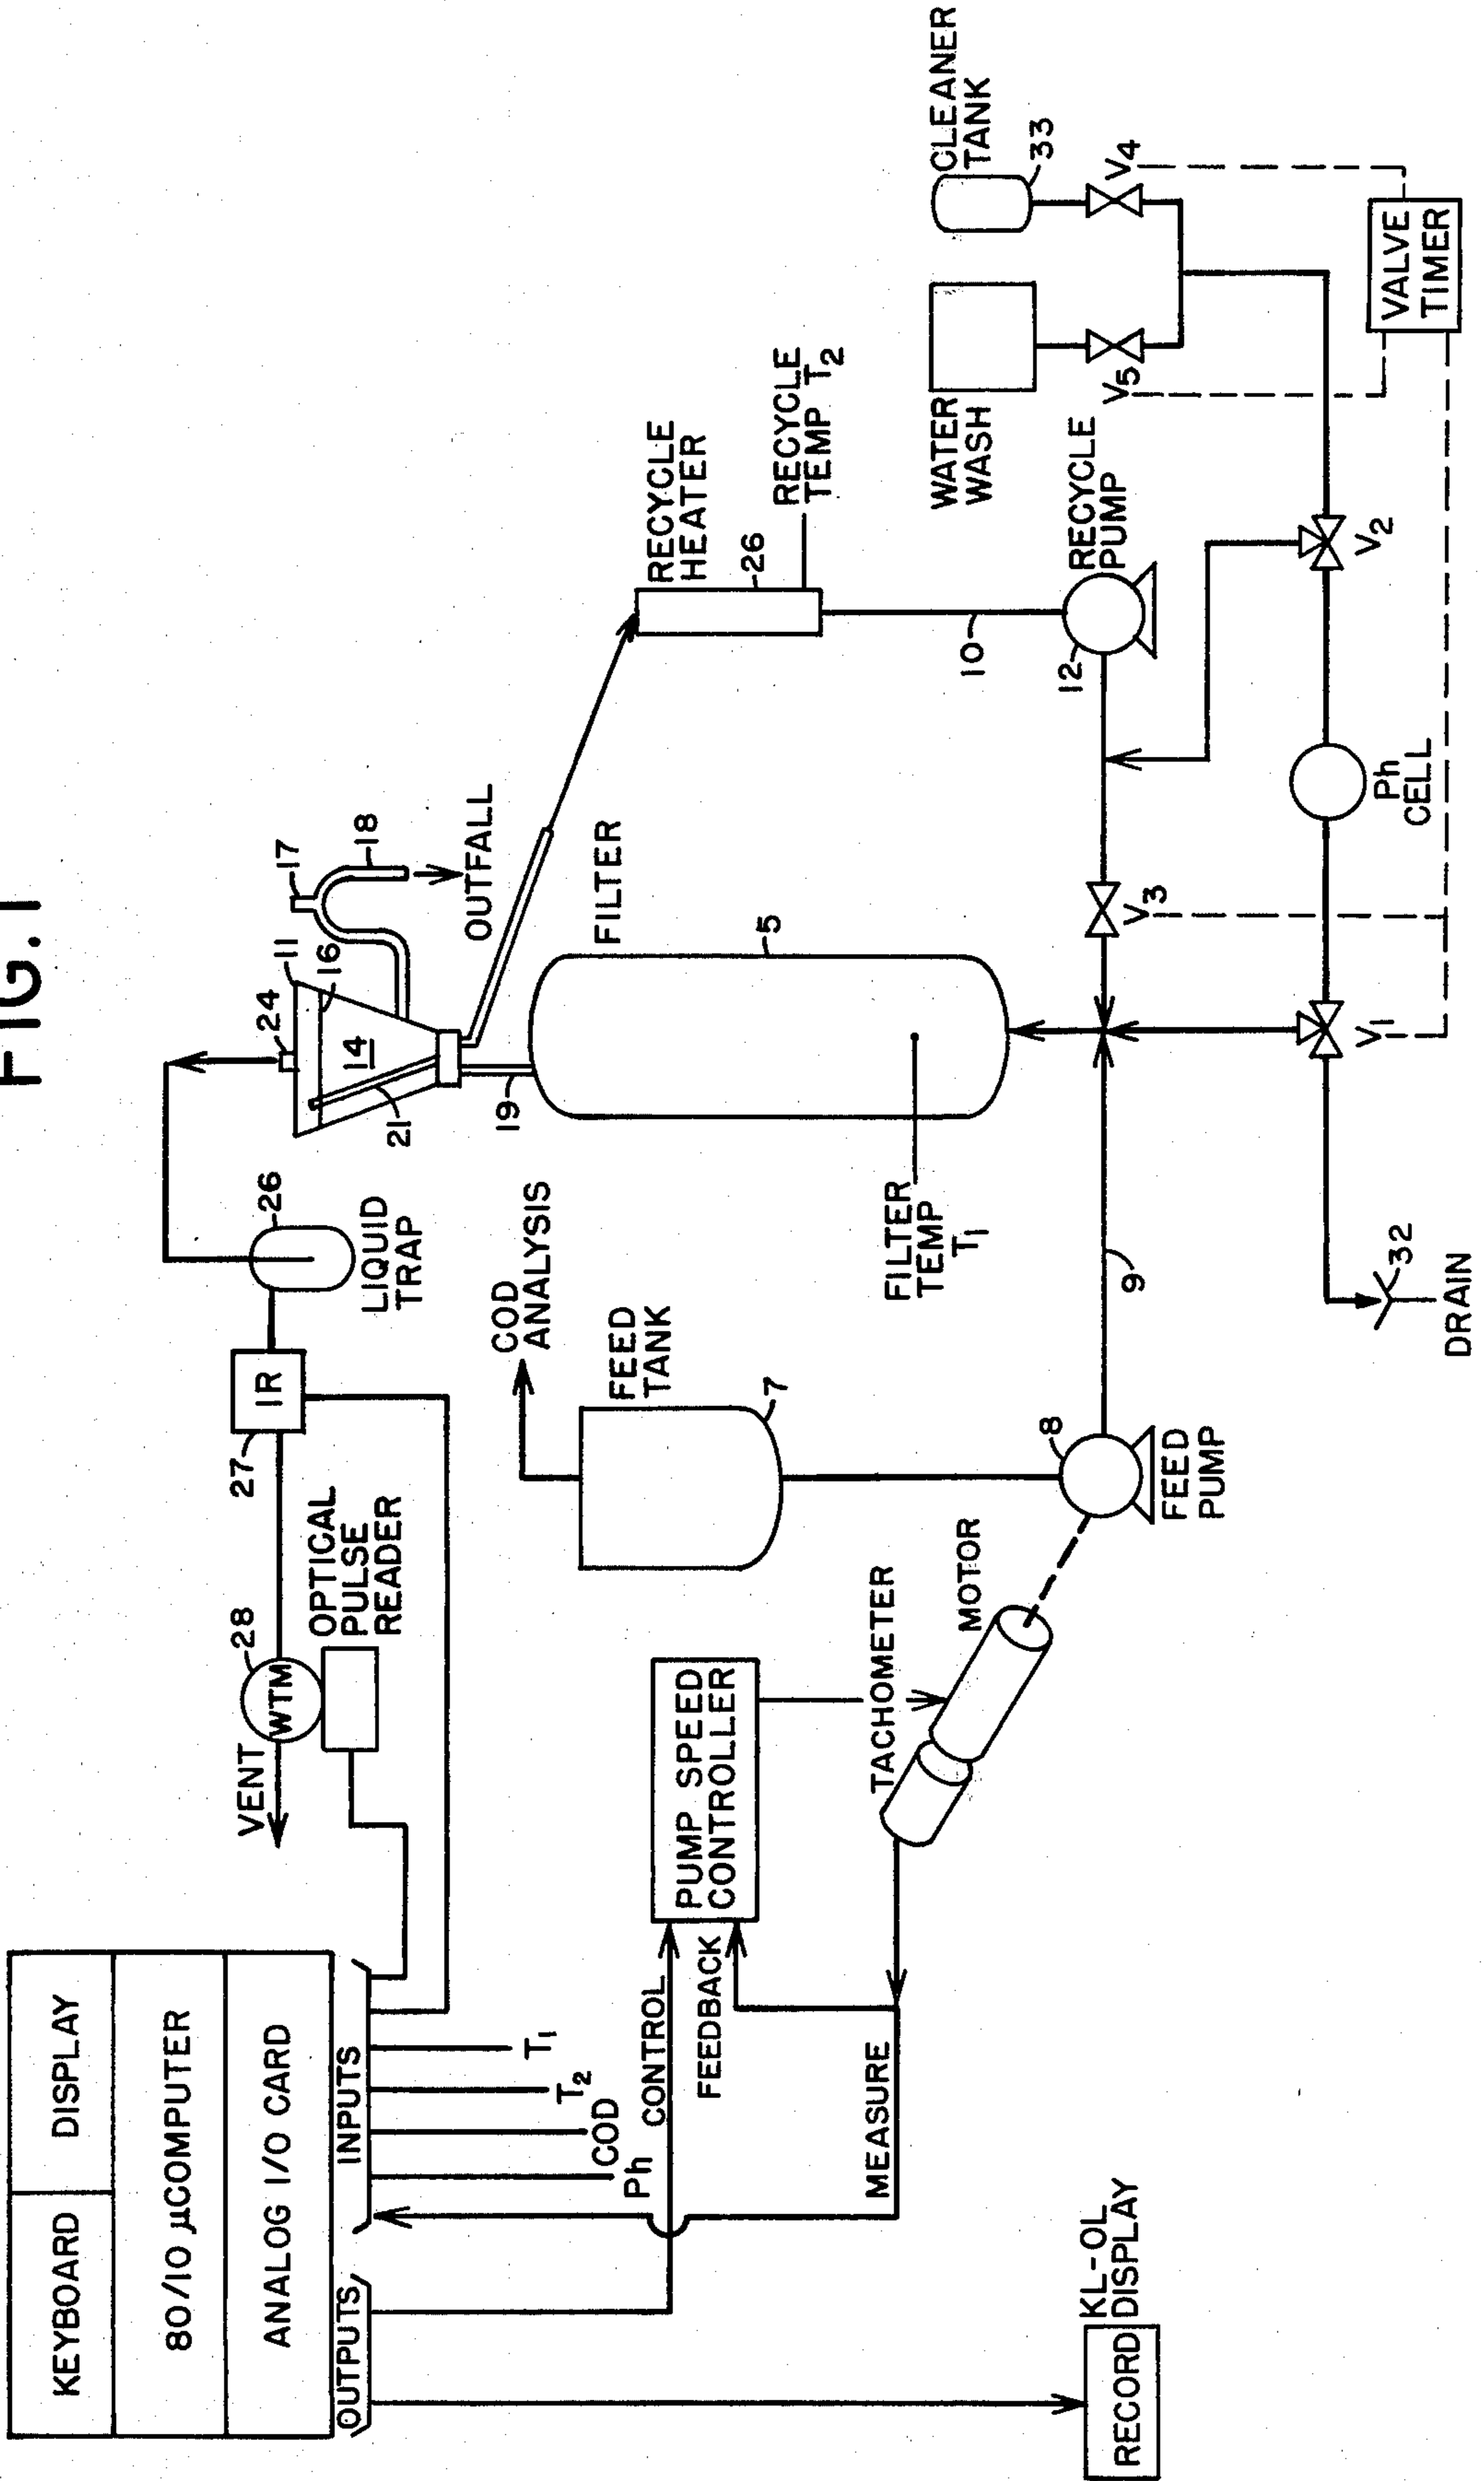 FIG. 1
KEYBOARD
DISPLAY
80/10 μCOMPUTER
ANALOG I/O CARD
OUTPUTS
INPUTS
T1
T2
COD
Ph
CONTROL
FEEDBACK
MEASURE
RECORD
KL-OL
DISPLAY
VENT
WTM
28
OPTICAL
PULSE
READER
27
IR
26
LIQUID
TRAP
PUMP SPEED
CONTROLLER
TACHOMETER
MOTOR
COD
ANALYSIS
FEED
TANK
7
8
FEED
PUMP
9
24
11
16
14
21
17
18
OUTFALL
19
FILTER
5
FILTER
TEMP
T1
RECYCLE
HEATER
26
RECYCLE
TEMP T2
10
12
RECYCLE
PUMP
WATER
WASH
CLEANER
TANK
33
V4
V5
V3
V1
V2
Ph
CELL
VALVE
TIMER
32
DRAIN